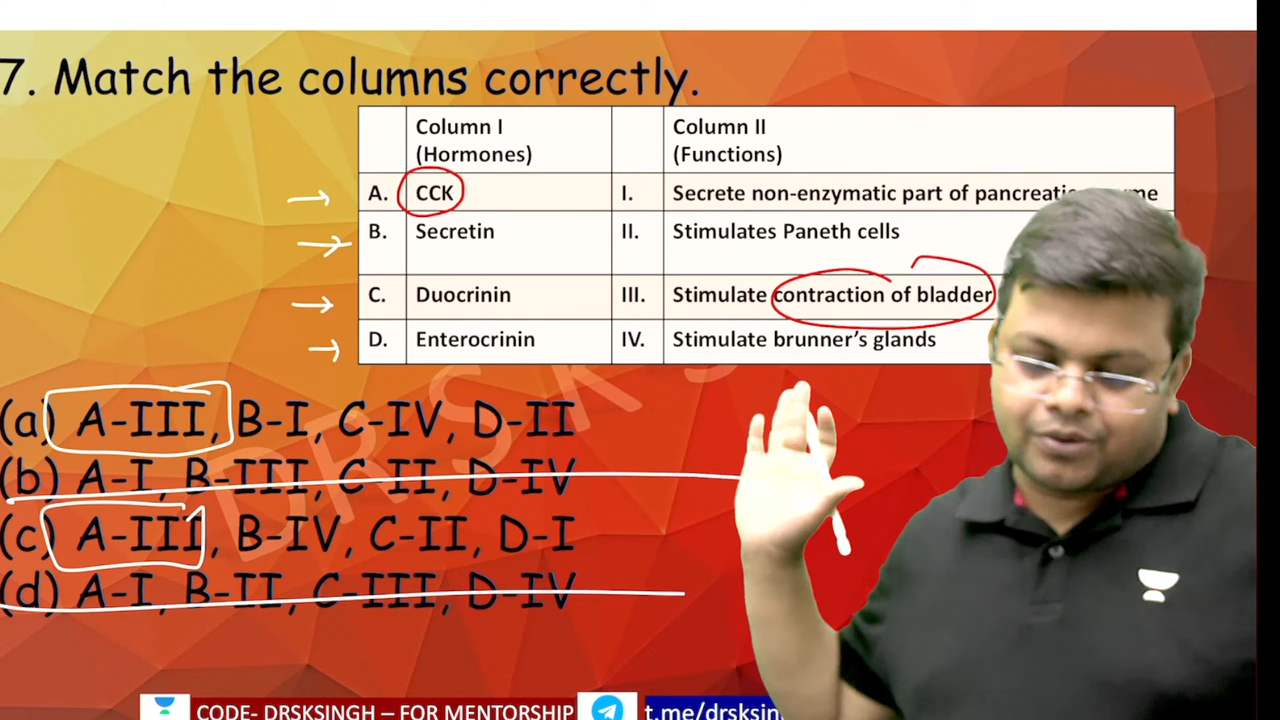 7. Match the columns correctly.
Column I
(Hormones)
Column II
(Functions)
A. CCK I. Secrete non-enzymatic part of pancreatic
B. Secretin II. Stimulates Paneth cells
C. Duocrinin III. Stimulate contraction of bladder
D. Enterocrinin IV. Stimulate brunner's glands
DRSKS
(a) A-III, B-I, C-IV, D-II
(b) A-I, B-III, C-II, D-IV
(c) A-III, B-IV, C-II, D-I
(d) A-I, B-II, C-III, D-IV
CODE- DRSKSINGH – FOR MENTORSHIP t.me/drsksin